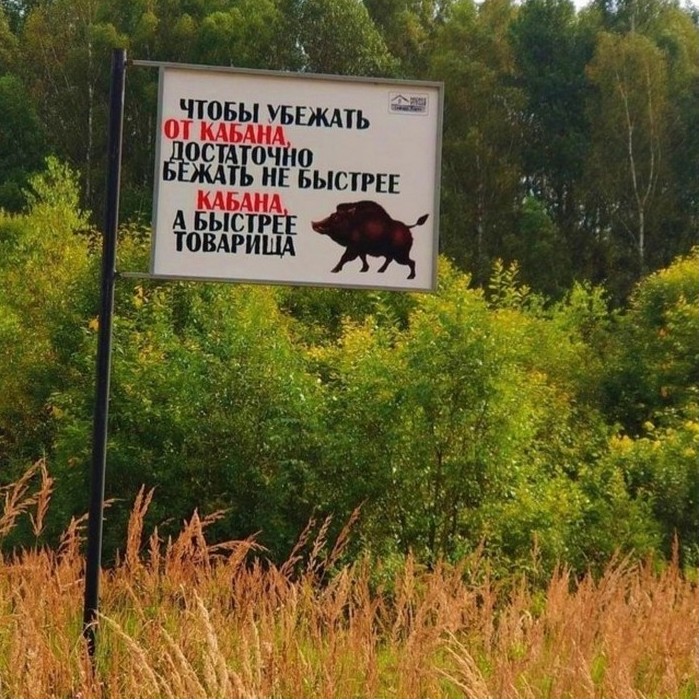 ЧТОБЫ УБЕЖАТЬ
ОТ КАБАНА,
ДОСТАТОЧНО
БЕЖАТЬ НЕ БЫСТРЕЕ
КАБАНА,
А БЫСТРЕЕ
ТОВАРИЩА